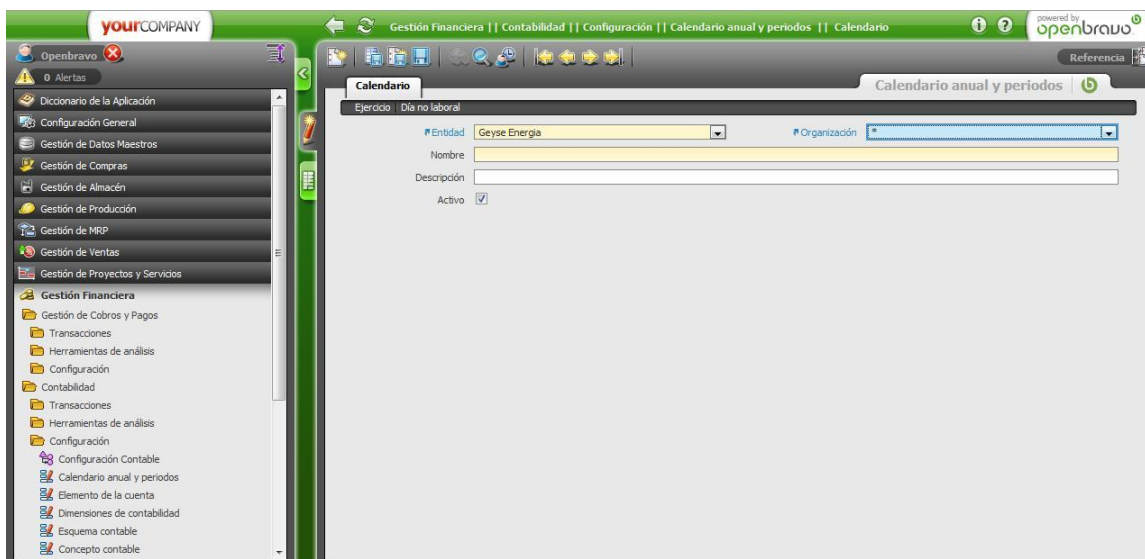 yourCOMPANY
Gestión Financiera || Contabilidad || Configuración || Calendario anual y periodos || Calendario
powered by
openbravo
Openbravo
0 Alertas
Referencia
Calendario
Calendario anual y periodos
Ejercicio Día no laboral
Entidad Geyse Energia
Organización *
Nombre
Descripción
Activo
Diccionario de la Aplicación
Configuración General
Gestión de Datos Maestros
Gestión de Compras
Gestión de Almacén
Gestión de Producción
Gestión de MRP
Gestión de Ventas
Gestión de Proyectos y Servicios
Gestión Financiera
Gestión de Cobros y Pagos
Transacciones
Herramientas de análisis
Configuración
Contabilidad
Transacciones
Herramientas de análisis
Configuración
Configuración Contable
Calendario anual y periodos
Elemento de la cuenta
Dimensiones de contabilidad
Esquema contable
Concepto contable